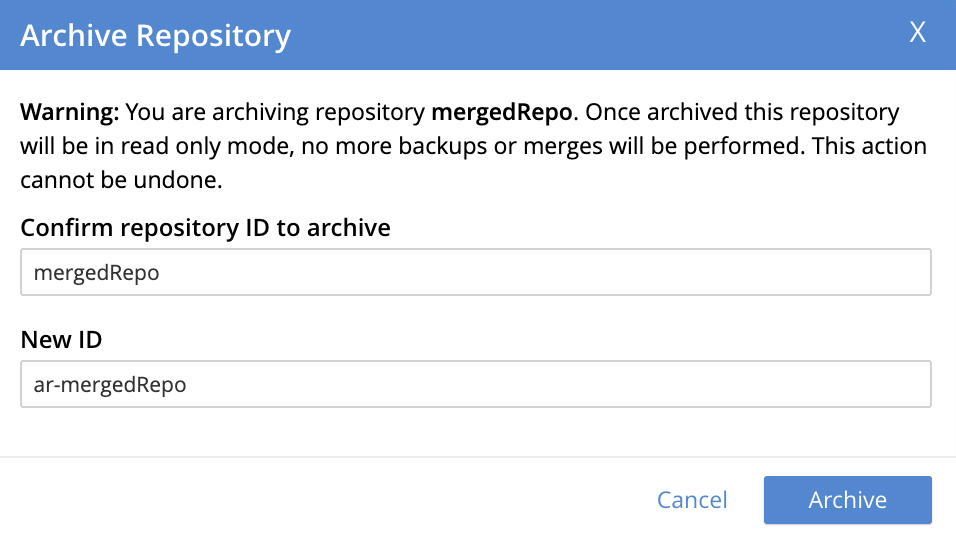 Archive Repository
X
Warning: You are archiving repository mergedRepo. Once archived this repository
will be in read only mode, no more backups or merges will be performed. This action
cannot be undone.
Confirm repository ID to archive
mergedRepo
New ID
ar-mergedRepo
Cancel
Archive